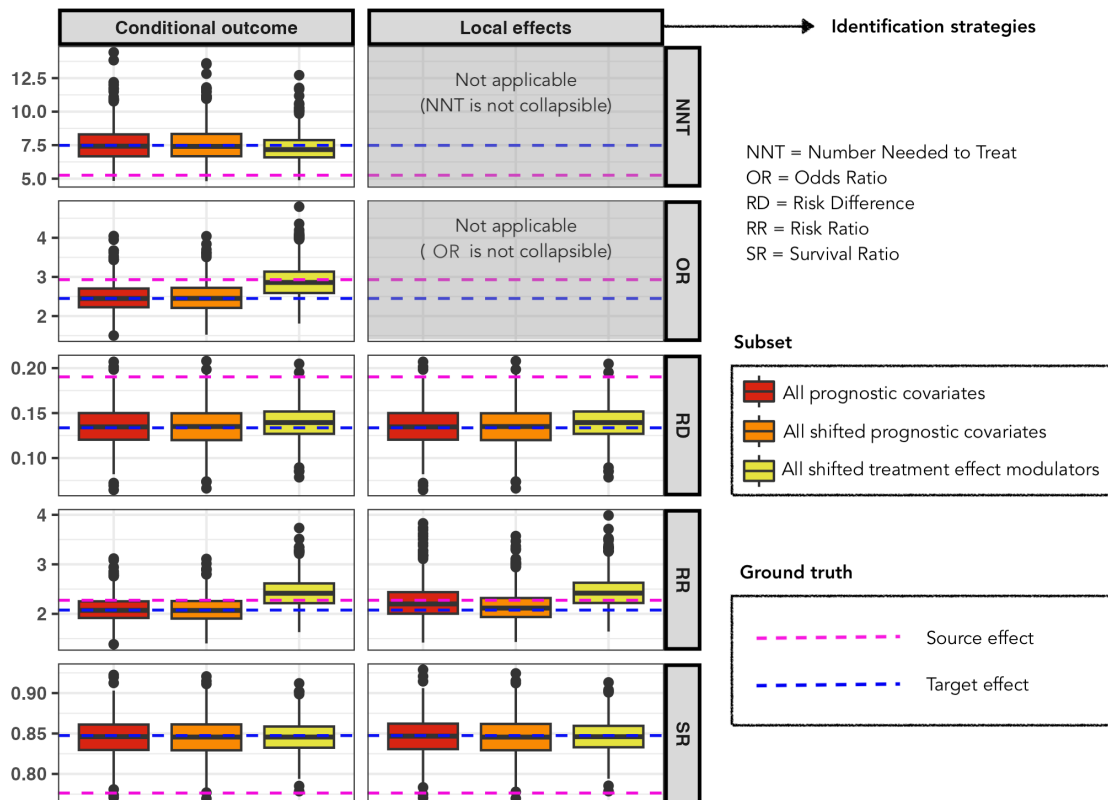 Conditional outcome
Local effects
Identification strategies
12.5
10.0
7.5
5.0
Not applicable
(NNT is not collapsible)
NNT
NNT = Number Needed to Treat
OR = Odds Ratio
RD = Risk Difference
RR = Risk Ratio
SR = Survival Ratio
4
3
2
Not applicable
( OR is not collapsible)
OR
0.20
0.15
0.10
RD
Subset
All prognostic covariates
All shifted prognostic covariates
All shifted treatment effect modulators
4
3
2
RR
Ground truth
Source effect
Target effect
0.90
0.85
0.80
SR